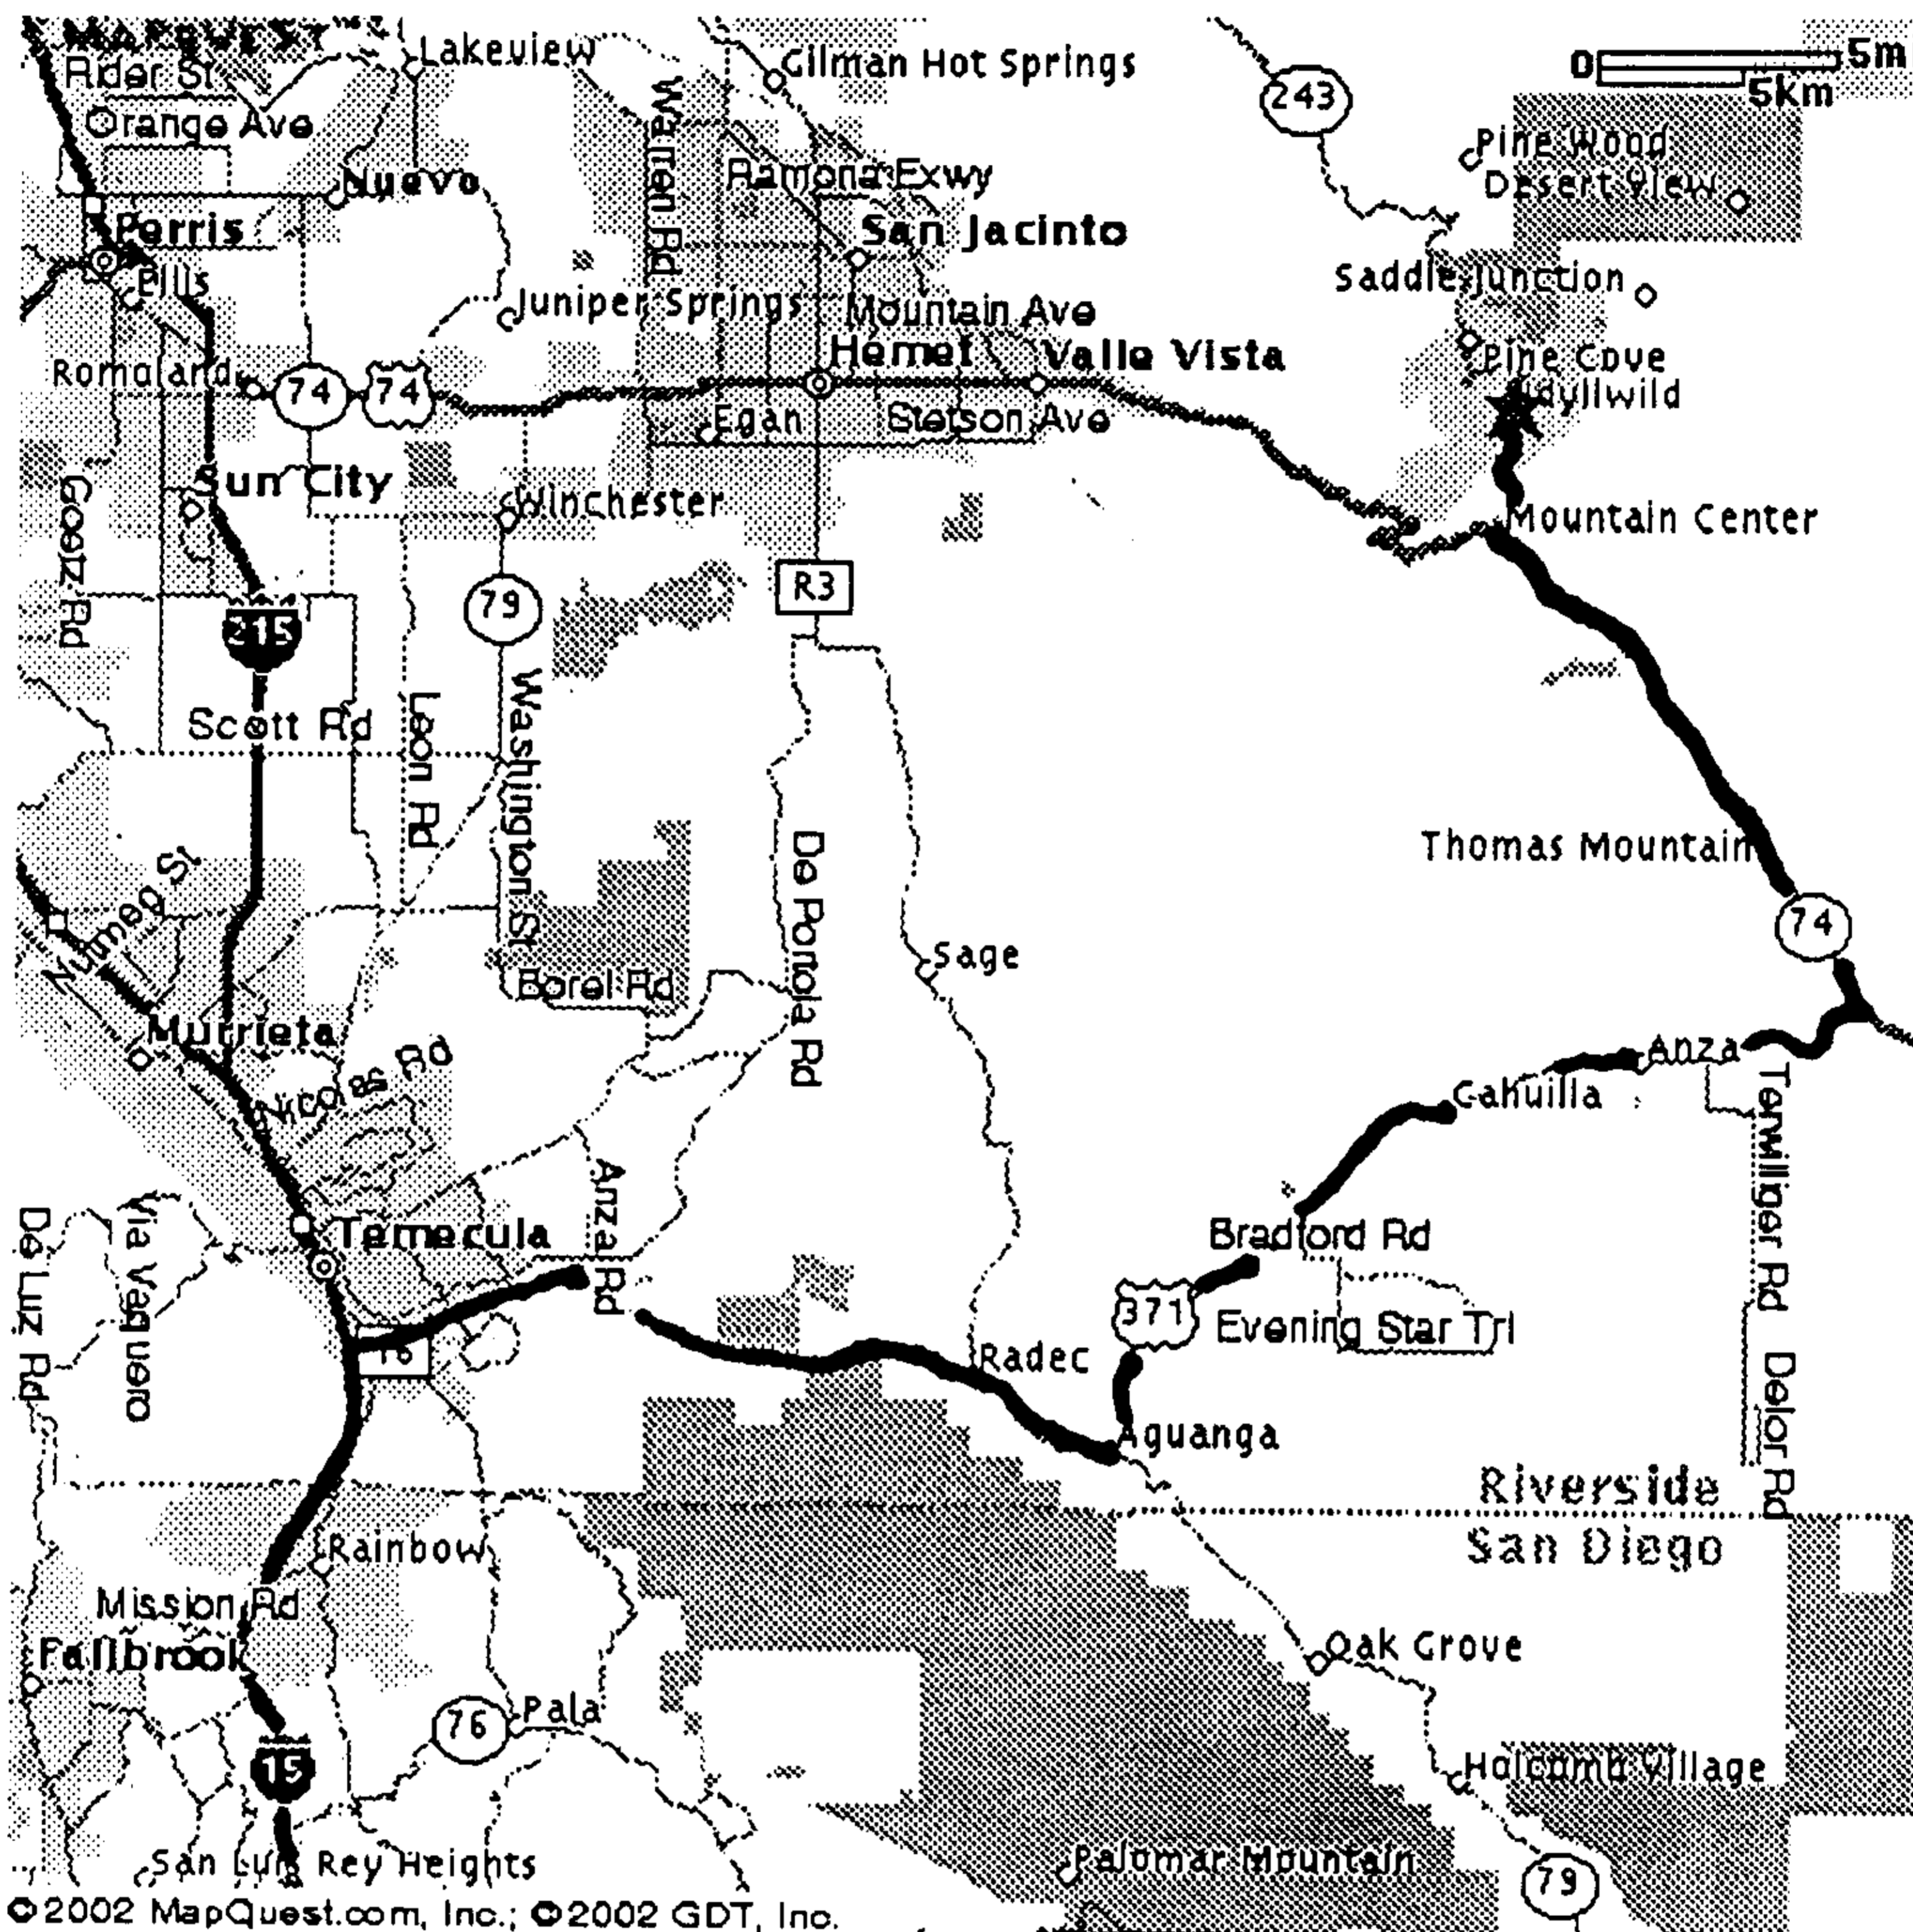 MAPQUEST
Lakeview
Gilman Hot Springs
0 5mi
5km
Rider St
243
Orange Ave
Warren Rd
Pine Wood
Desert View
Nuevo
Ramona Exwy
Perris
San Jacinto
Ellis
Saddle Junction
Juniper Springs
Mountain Ave
Hemet
Valle Vista
Pine Cove
Romoland
74
74
Idyllwild
Egan
Stetson Ave
Sun City
Winchester
Mountain Center
Goetz Rd
R3
79
215
Scott Rd
Leon Rd
Washington St
Thomas Mountain
De Portola Rd
74
Sage
Borel Rd
Murrieta
Nicolas Rd
Anza
Cahuilla
Terwilliger Rd
Anza Rd
De Luz Rd
Via Vaquero
Temecula
Bradford Rd
371
Evening Star Trl
Radec
Delor Rd
Aguanga
Riverside
San Diego
Rainbow
Mission Rd
Fallbrook
Oak Grove
76
Pala
15
Holcomb Village
San Luis Rey Heights
Palomar Mountain
79
©2002 MapQuest.com, Inc.; ©2002 GDT, Inc.